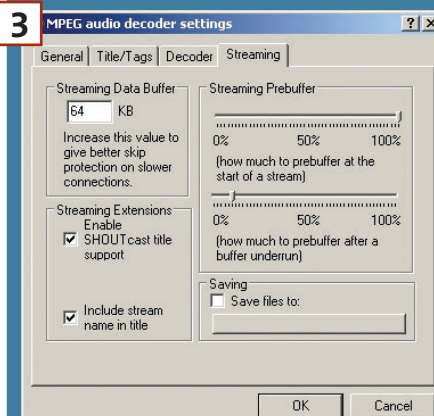 3
MPEG audio decoder settings
General
Title/Tags
Decoder
Streaming
Streaming Data Buffer
64 KB
Increase this value to
give better skip
protection on slower
connections.
Streaming Extensions
Enable
SHOUTcast title
support
Include stream
name in title
Streaming Prebuffer
0% 50% 100%
(how much to prebuffer at the
start of a stream)
0% 50% 100%
(how much to prebuffer after a
buffer underrun)
Saving
Save files to:
OK
Cancel